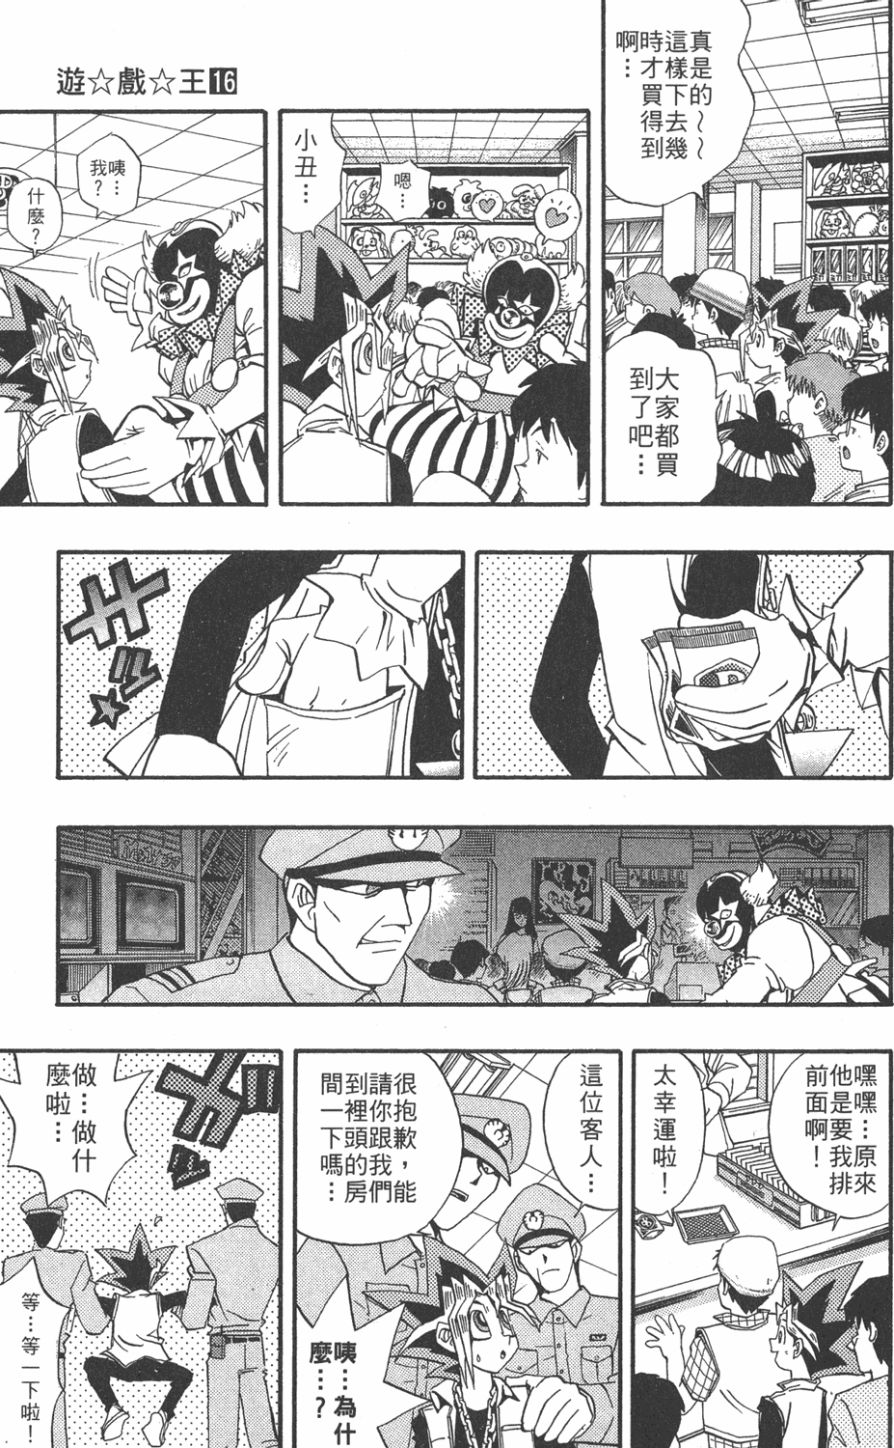 遊☆戲☆王16
真是的～～
這樣下去幾
時才買得到
啊…
大家都買
到了吧…
小丑…
嗯…
咦…
我？
什麼？
嘿嘿…原來
他是要我排
前面啊！
太幸運啦！
這位客人…
很抱歉，
請你跟我們
到裡頭的房
間一下嗎…
咦…為什
麼…？
做…做什
麼啦…
等…等一下啦！